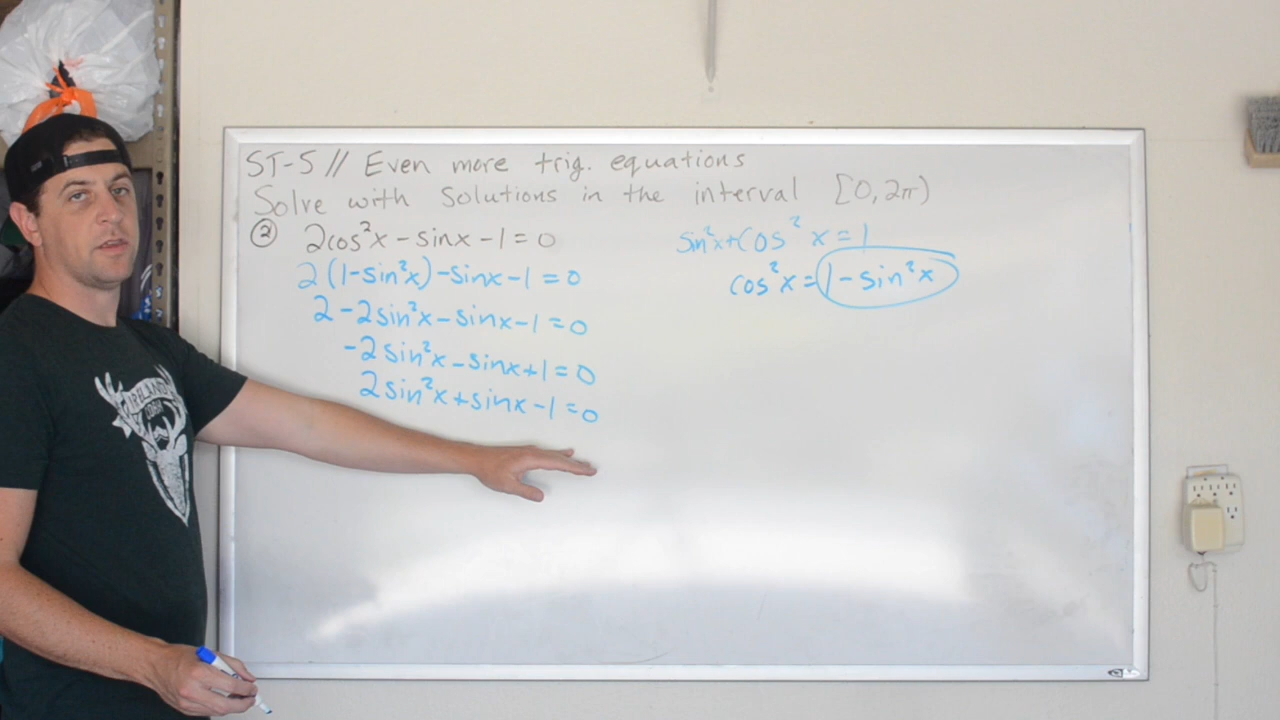 ST-5 // Even more trig. equations
Solve with Solutions in the interval [0, 2π)
② 2cos²x - sinx - 1 = 0
2(1-sin²x) - sinx - 1 = 0
2 - 2sin²x - sinx - 1 = 0
-2sin²x - sinx + 1 = 0
2sin²x + sinx - 1 = 0
sin²x + cos²x = 1
cos²x = 1 - sin²x